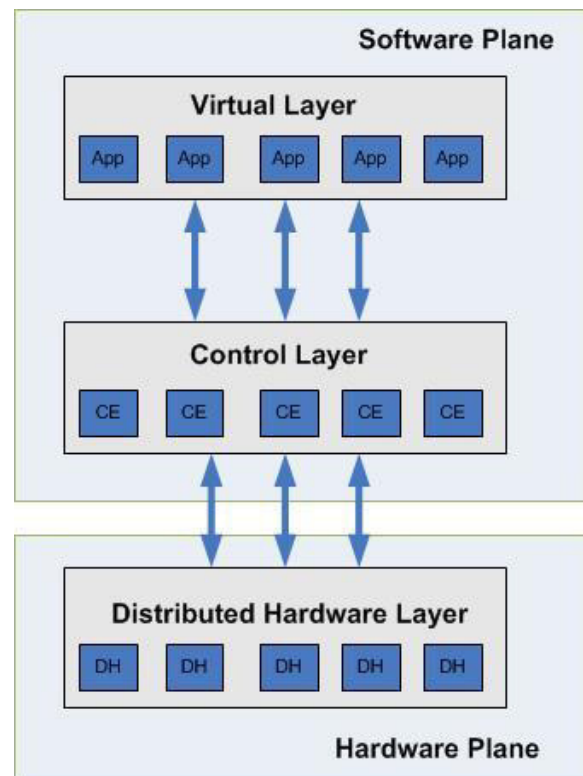 Software Plane
Virtual Layer
App App App App App
Control Layer
CE CE CE CE CE
Distributed Hardware Layer
DH DH DH DH DH
Hardware Plane